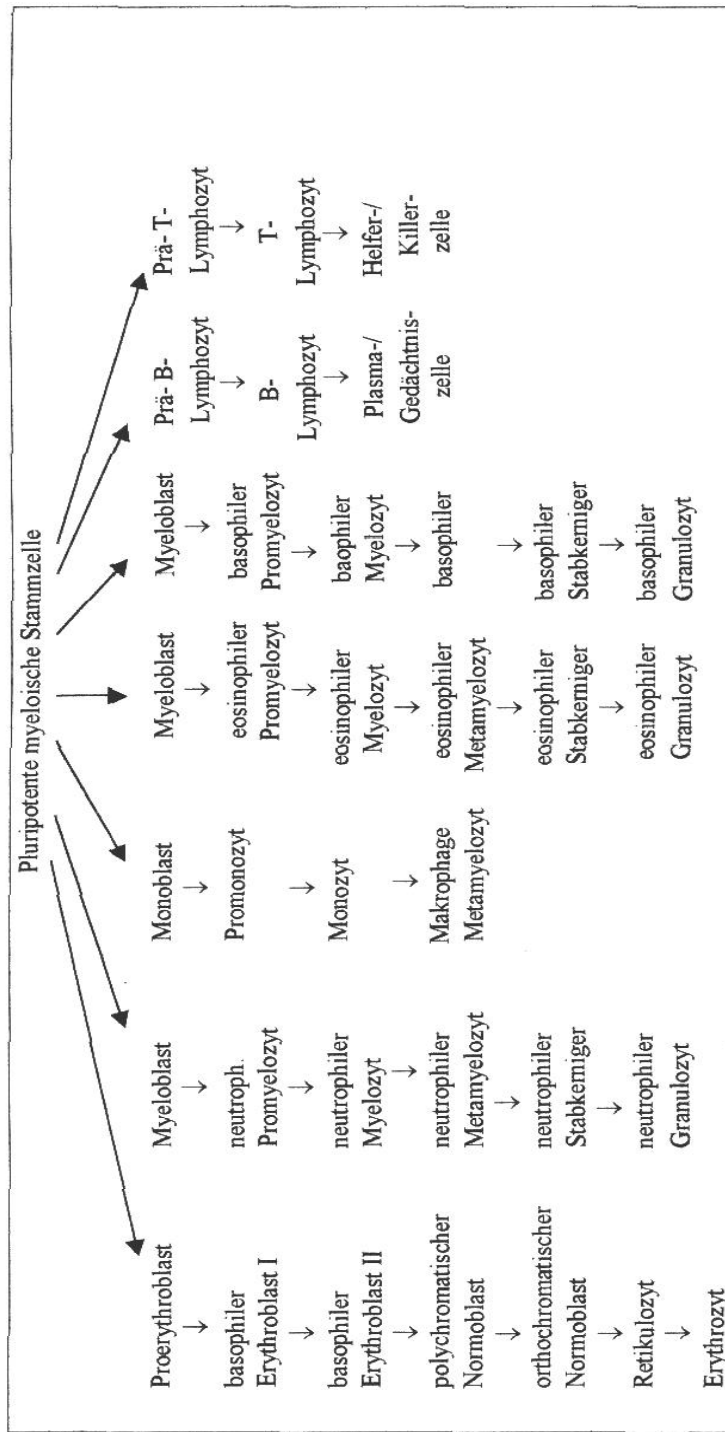 Pluripotente myeloische Stammzelle
Proerythroblast
↓
basophiler
Erythroblast I
↓
basophiler
Erythroblast II
↓
polychromatischer
Normoblast
↓
orthochromatischer
Normoblast
↓
Retikulozyt
↓
Erythrozyt
Myeloblast
↓
neutroph.
Promyelozyt
↓
neutrophiler
Myelozyt
↓
neutrophiler
Metamyelozyt
↓
neutrophiler
Stabkerniger
↓
neutrophiler
Granulozyt
Monoblast
↓
Promonozyt
↓
Monozyt
↓
Makrophage
Metamyelozyt
Myeloblast
↓
eosinophiler
Promyelozyt
↓
eosinophiler
Myelozyt
↓
eosinophiler
Metamyelozyt
↓
eosinophiler
Stabkerniger
↓
eosinophiler
Granulozyt
Myeloblast
↓
basophiler
Promyelozyt
↓
baophiler
Myelozyt
↓
basophiler
↓
basophiler
Stabkerniger
↓
basophiler
Granulozyt
Prä- B-
Lymphozyt
↓
B-
Lymphozyt
↓
Plasma-/
Gedächtnis-
zelle
Prä- T-
Lymphozyt
↓
T-
Lymphozyt
↓
Helfer-/
Killer-
zelle